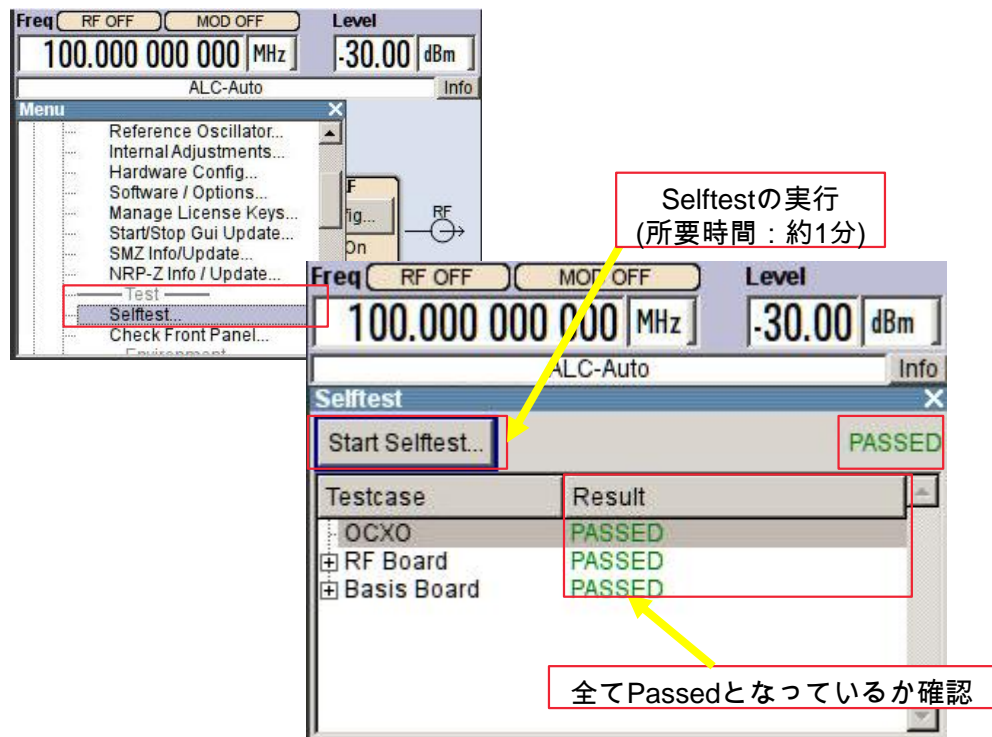 Freq RF OFF MOD OFF Level
100.000 000 000 MHz -30.00 dBm
ALC-Auto Info
Menu
Reference Oscillator...
Internal Adjustments...
Hardware Config...
Software / Options...
Manage License Keys...
Start/Stop Gui Update...
SMZ Info/Update...
NRP-Z Info / Update...
Test
Selftest...
Check Front Panel...
Environment
RF
On
Selftestの実行
(所要時間：約1分)
Freq RF OFF MOD OFF Level
100.000 000 000 MHz -30.00 dBm
ALC-Auto Info
Selftest
Start Selftest... PASSED
Testcase Result
OCXO PASSED
RF Board PASSED
Basis Board PASSED
全てPassedとなっているか確認